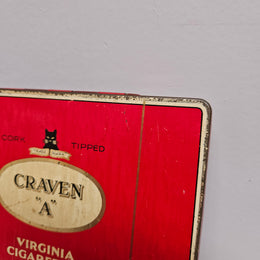 CORK TIPPED
CRAVEN
"A"
VIRGINIA